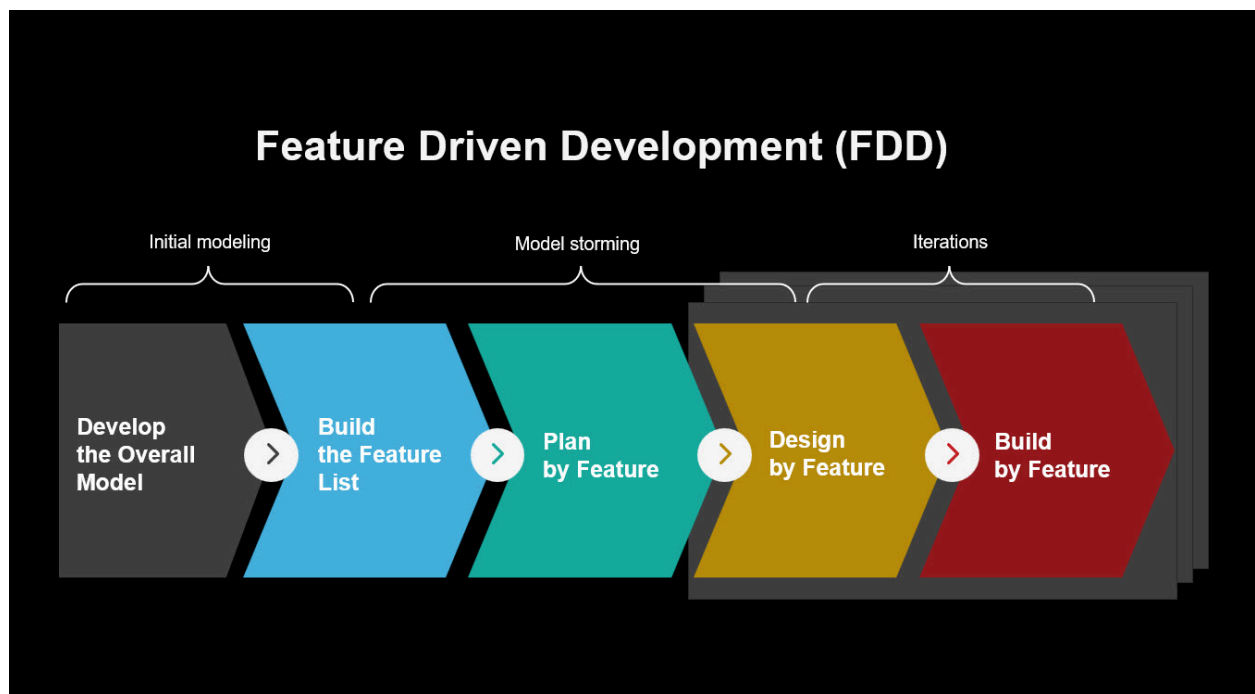 Feature Driven Development (FDD)
Initial modeling
Model storming
Iterations
Develop
the Overall
Model
Build
the Feature
List
Plan
by Feature
Design
by Feature
Build
by Feature